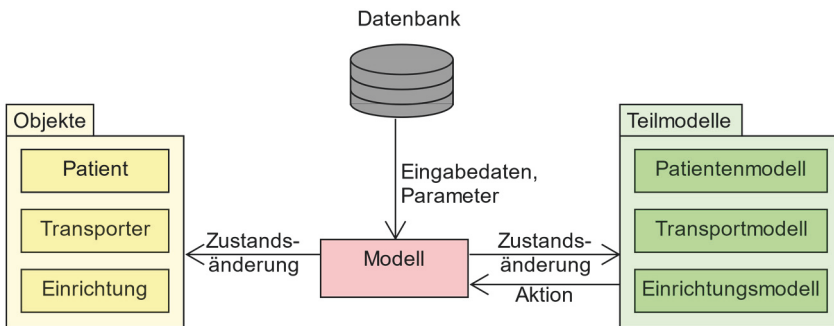 Datenbank
Objekte
Patient
Transporter
Einrichtung
Eingabedaten,
Parameter
Zustands-
änderung
Modell
Zustands-
änderung
Aktion
Teilmodelle
Patientenmodell
Transportmodell
Einrichtungsmodell